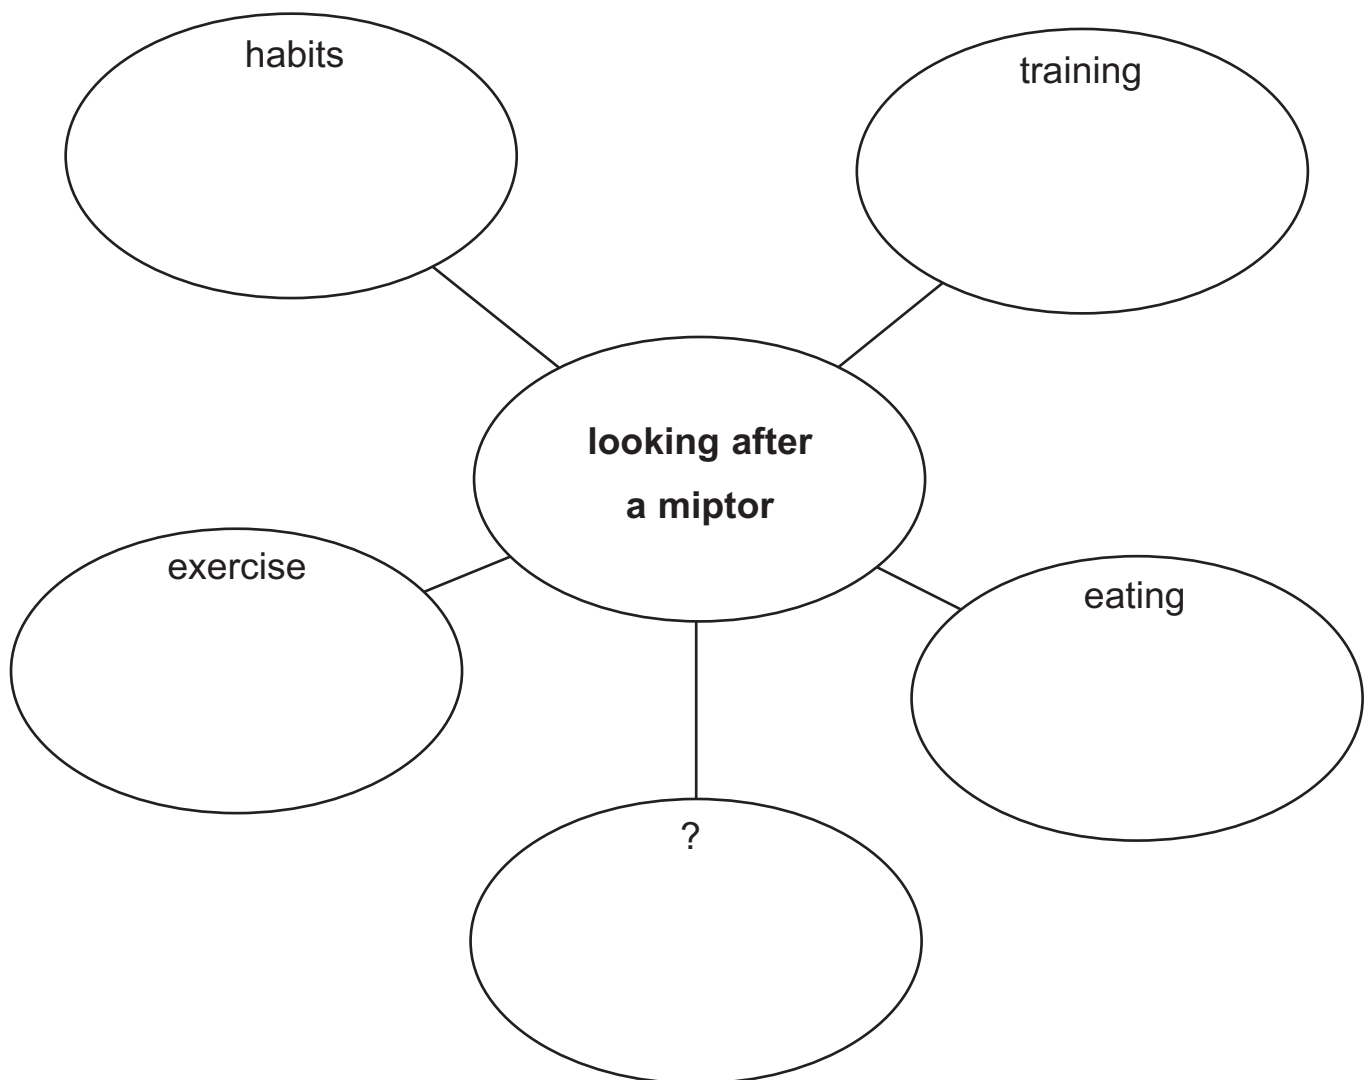 habits
training
looking after
a miptor
exercise
eating
?